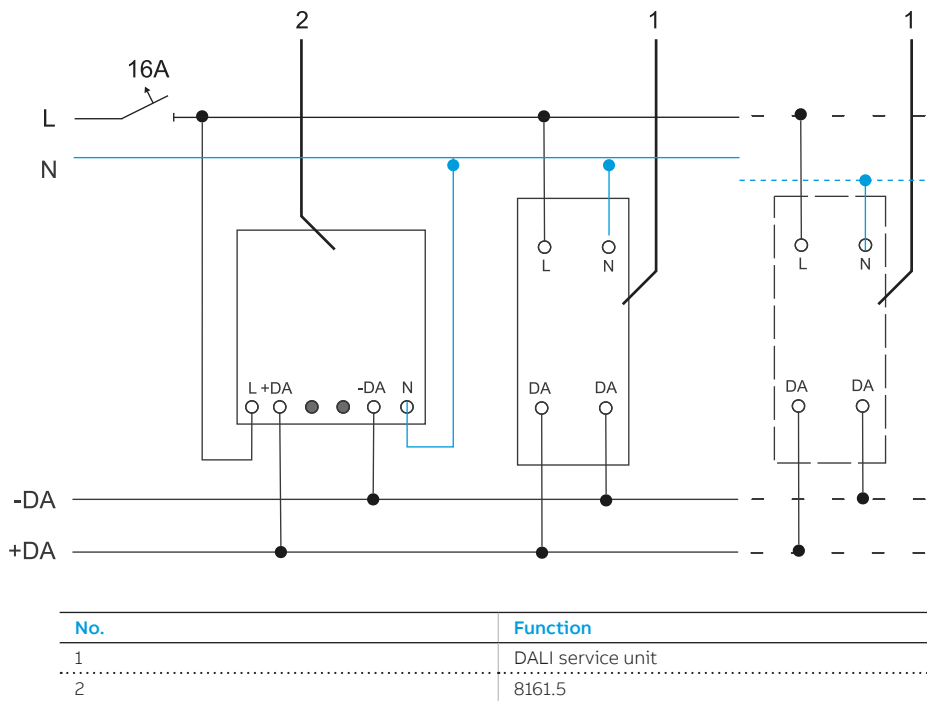 2 1 1
16A
L
N
L N
L N
L +DA -DA N
DA DA
DA DA
-DA
+DA
No. Function
1 DALI service unit
2 8161.5